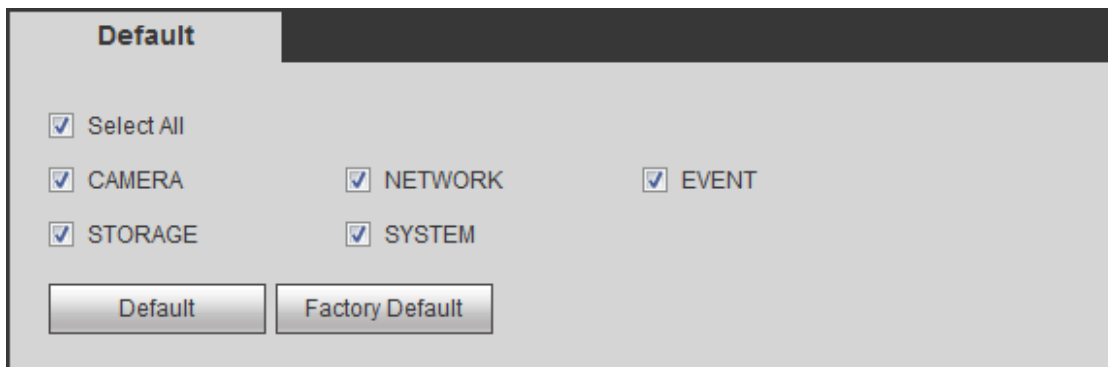 Default
Select All
CAMERA NETWORK EVENT
STORAGE SYSTEM
Default Factory Default